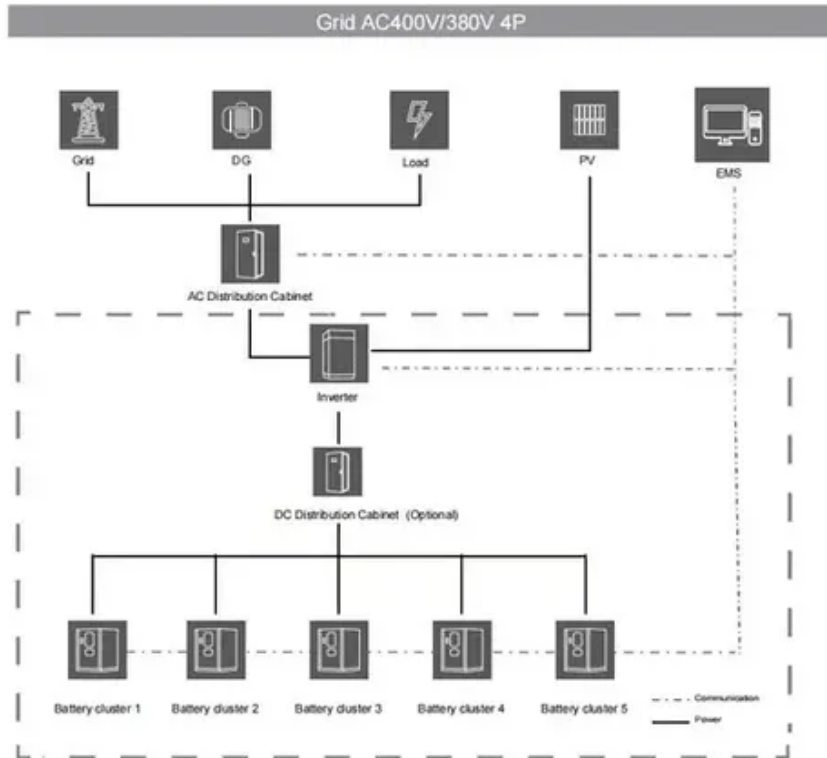 Grid AC400V/380V 4P
Grid
DG
Load
PV
EMS
AC Distribution Cabinet
Inverter
DC Distribution Cabinet (Optional)
Battery cluster 1
Battery cluster 2
Battery cluster 3
Battery cluster 4
Battery cluster 5
Communication
Power